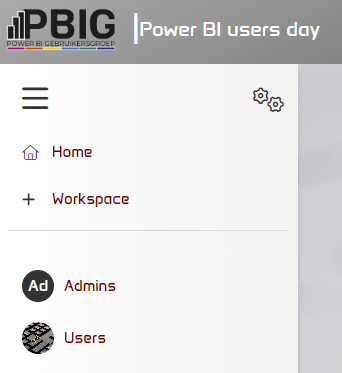 PBIG
POWER BI GEBRUIKERSGROEP
Power BI users day
Home
Workspace
Ad Admins
Users